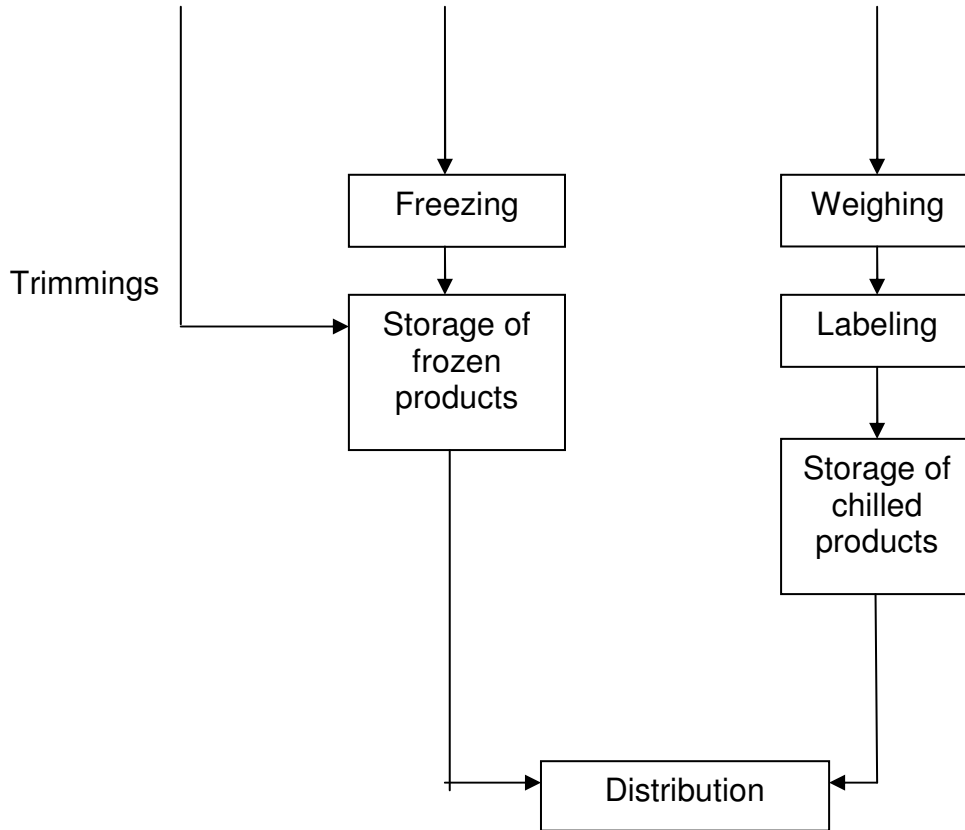 Freezing
Weighing
Trimmings
Storage of
frozen
products
Labeling
Storage of
chilled
products
Distribution